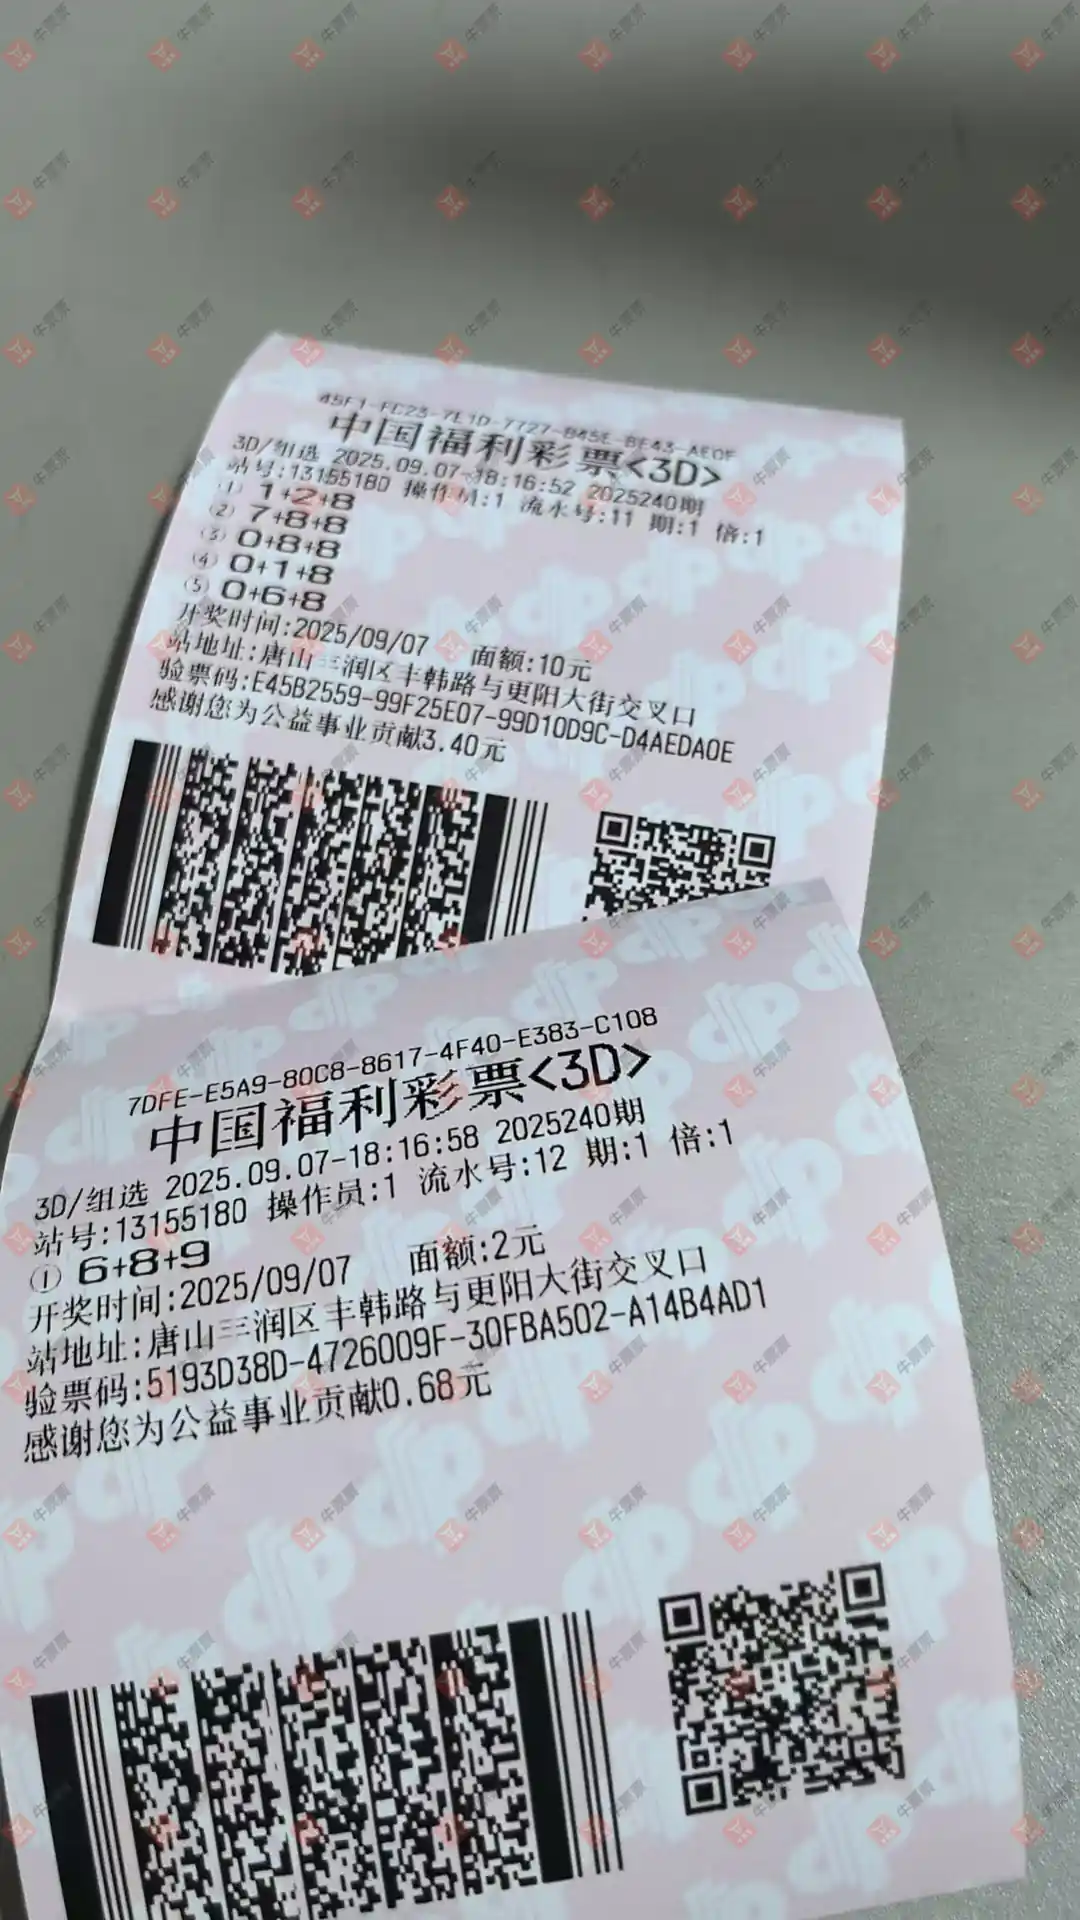 45F1-FC23-7E1D-7727-B45E-BE43-AE0F
中国福利彩票<3D>
3D/组选 2025.09.07-18:16:52 2025240期
站号:13155180 操作员:1 流水号:11 期:1 倍:1
① 1+2+8
② 7+8+8
③ 0+8+8
④ 0+1+8
⑤ 0+6+8
开奖时间:2025/09/07 面额:10元
站地址:唐山三润区丰韩路与更阳大街交叉口
验票码:E45B2559-99F25E07-99D10D9C-D4AEDA0E
感谢您为公益事业贡献3.40元
7DFE-E5A9-80C8-8617-4F40-E383-C108
中国福利彩票<3D>
3D/组选 2025.09.07-18:16:58 2025240期
站号:13155180 操作员:1 流水号:12 期:1 倍:1
① 6+8+9
开奖时间:2025/09/07 面额:2元
站地址:唐山三润区丰韩路与更阳大街交叉口
验票码:5193D38D-4726009F-30FBA502-A14B4AD1
感谢您为公益事业贡献0.68元
牛票票